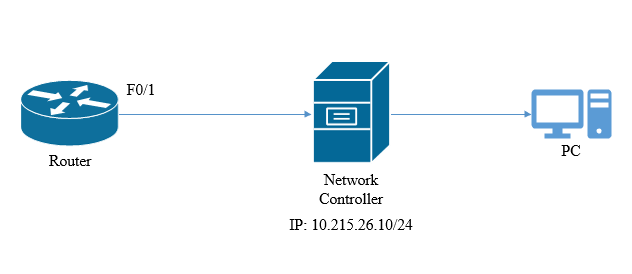 F0/1
Router
Network
Controller
IP: 10.215.26.10/24
PC